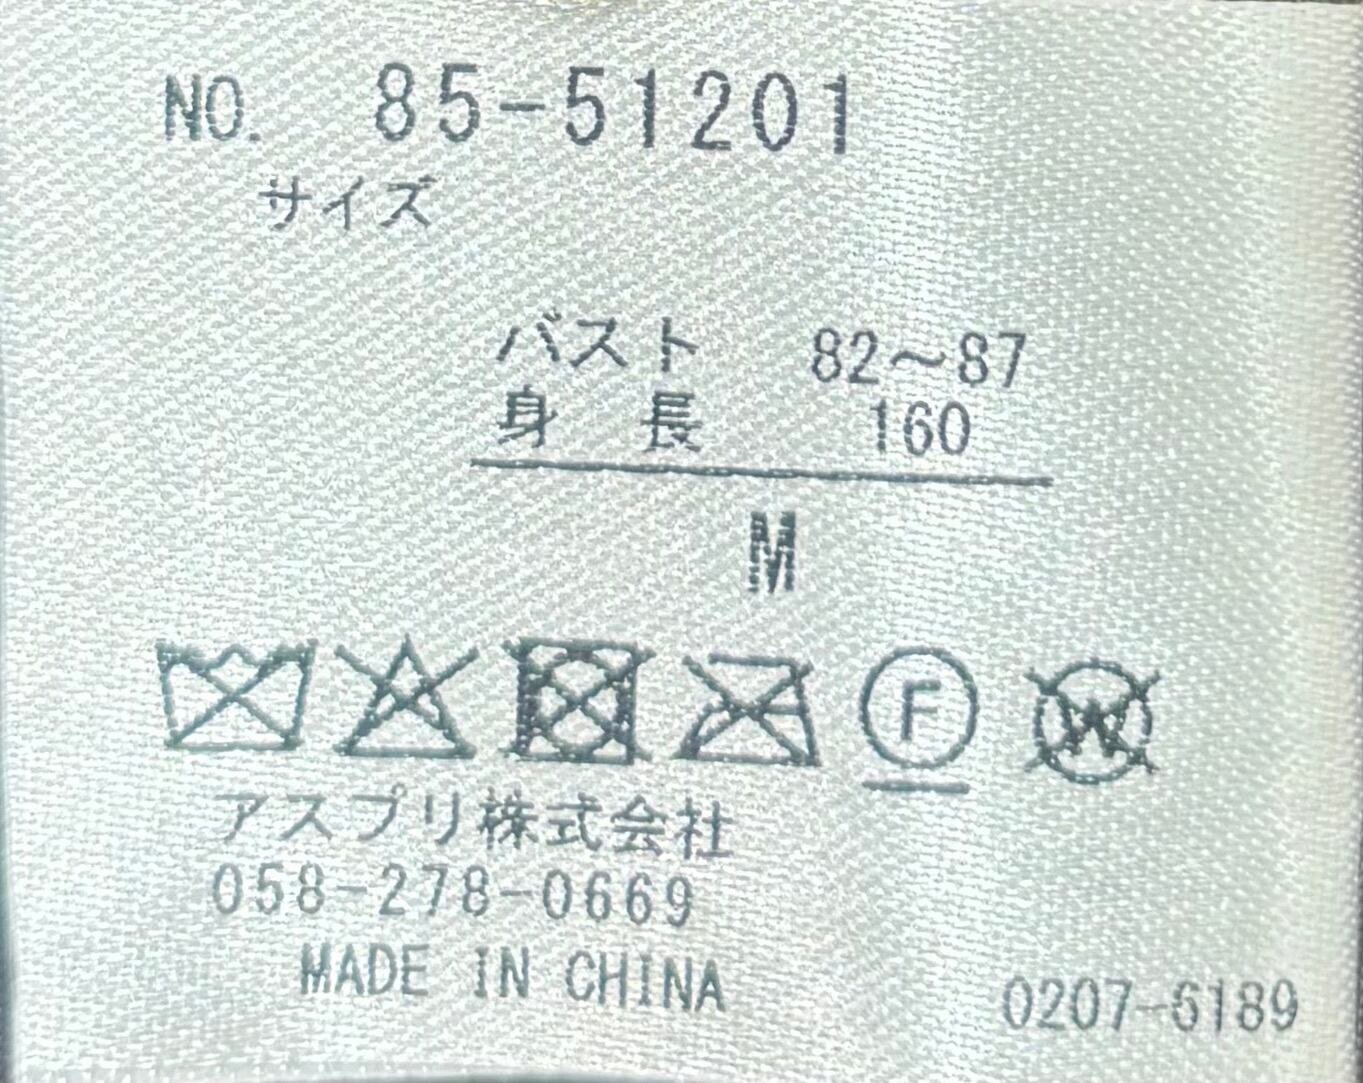 NO. 85-51201
サイズ
バスト 82～87
身長 160
M
F
W
アスプリ株式会社
058-278-0669
MADE IN CHINA
0207-6189